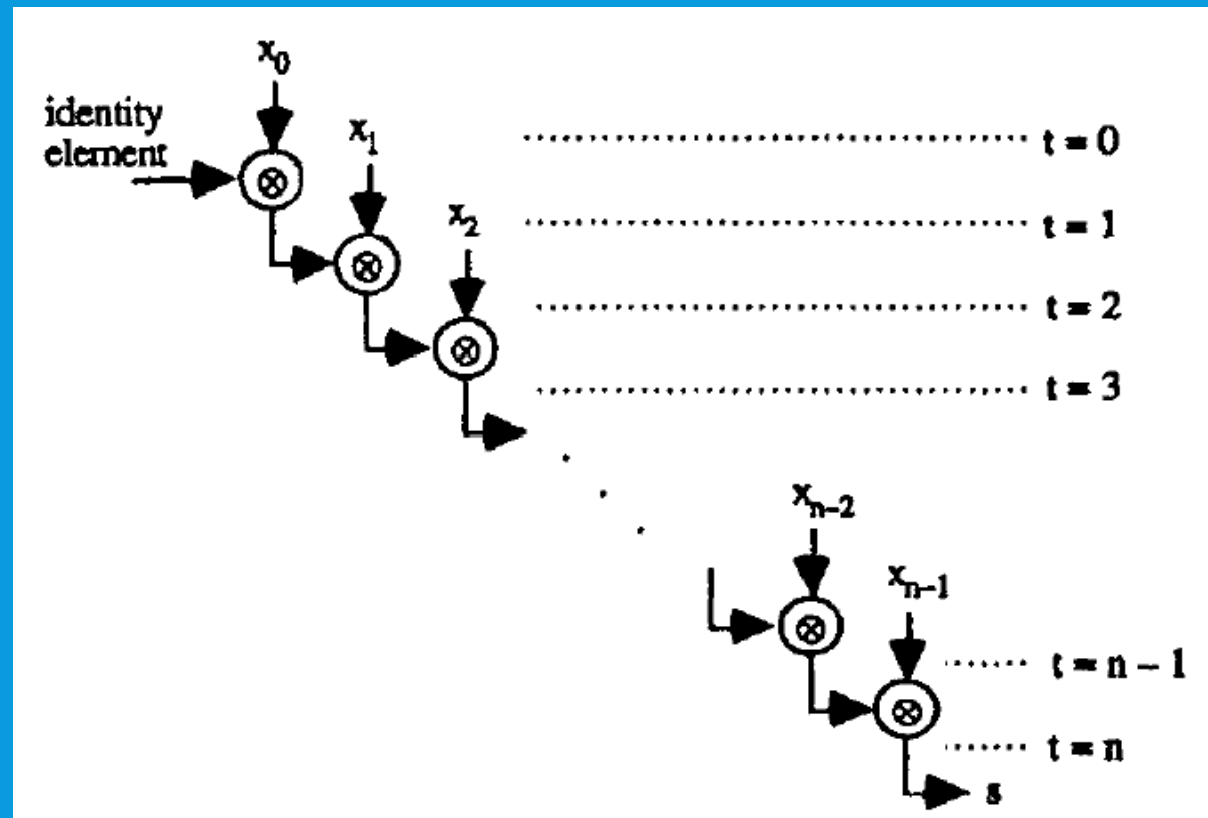 x₀
identity
element
x₁
x₂
⊗
⊗
⊗
t = 0
t = 1
t = 2
t = 3
xₙ₋₂
xₙ₋₁
⊗
⊗
t = n – 1
t = n
s